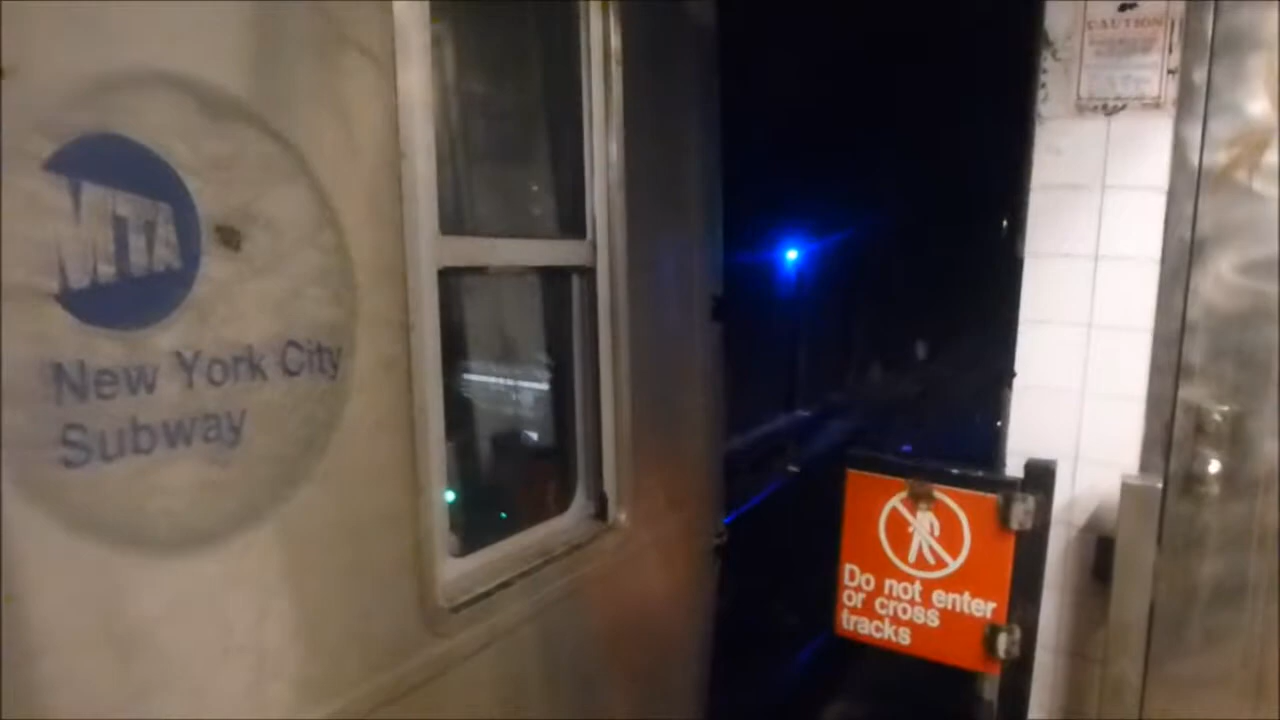 MTA
New York City
Subway
CAUTION
Do not enter
or cross
tracks